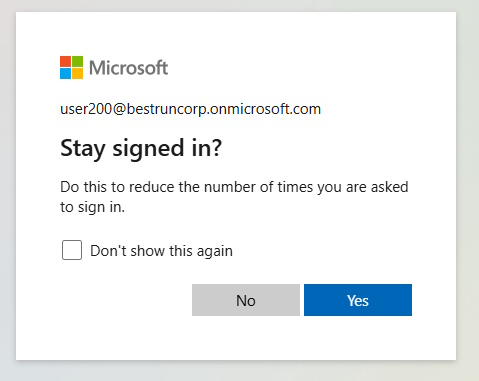 Microsoft
user200@bestruncorp.onmicrosoft.com
Stay signed in?
Do this to reduce the number of times you are asked
to sign in.
Don't show this again
No
Yes